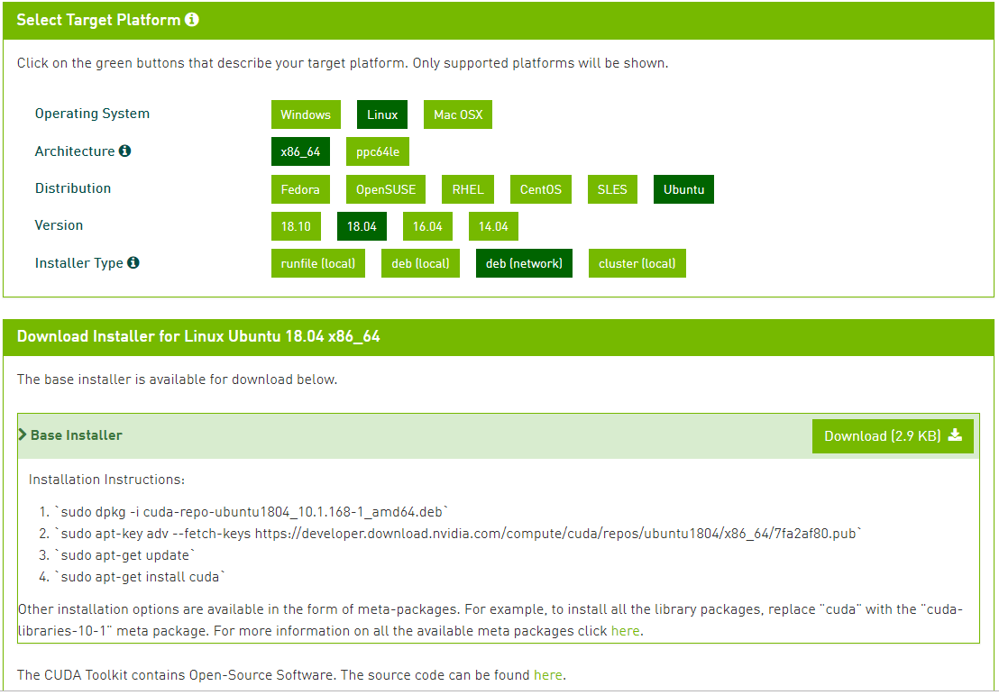 Select Target Platform
Click on the green buttons that describe your target platform. Only supported platforms will be shown.
Operating System Windows Linux Mac OSX
Architecture x86_64 ppc64le
Distribution Fedora OpenSUSE RHEL CentOS SLES Ubuntu
Version 18.10 18.04 16.04 14.04
Installer Type runfile (local) deb (local) deb (network) cluster (local)
Download Installer for Linux Ubuntu 18.04 x86_64
The base installer is available for download below.
Base Installer Download (2.9 KB)
Installation Instructions:
1. `sudo dpkg -i cuda-repo-ubuntu1804_10.1.168-1_amd64.deb`
2. `sudo apt-key adv --fetch-keys https://developer.download.nvidia.com/compute/cuda/repos/ubuntu1804/x86_64/7fa2af80.pub`
3. `sudo apt-get update`
4. `sudo apt-get install cuda`
Other installation options are available in the form of meta-packages. For example, to install all the library packages, replace "cuda" with the "cuda-
libraries-10-1" meta package. For more information on all the available meta packages click here.
The CUDA Toolkit contains Open-Source Software. The source code can be found here.